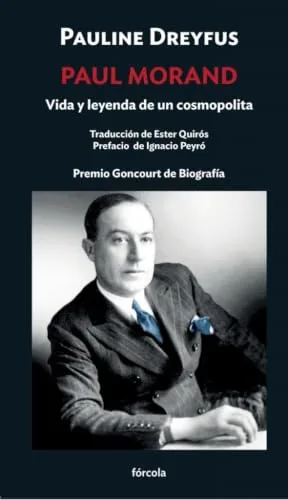 PAULINE DREYFUS
PAUL MORAND
Vida y leyenda de un cosmopolita
Traducción de Ester Quirós
Prefacio de Ignacio Peyró
Premio Goncourt de Biografía
fórcola